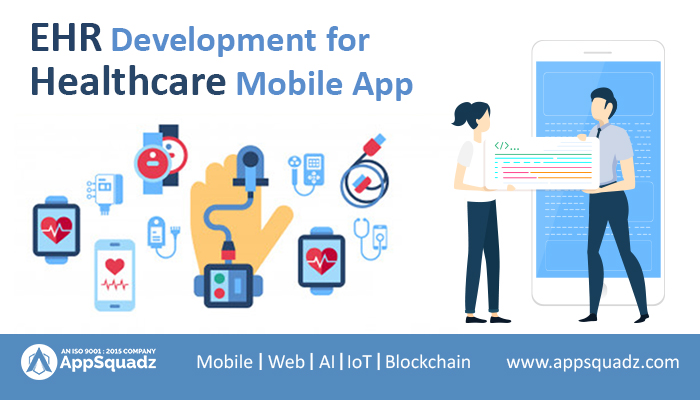 EHR Development for
Healthcare Mobile App
</>...
AN ISO 9001 : 2015 COMPANY
AppSquadz
Mobile | Web | AI | IoT | Blockchain
www.appsquadz.com